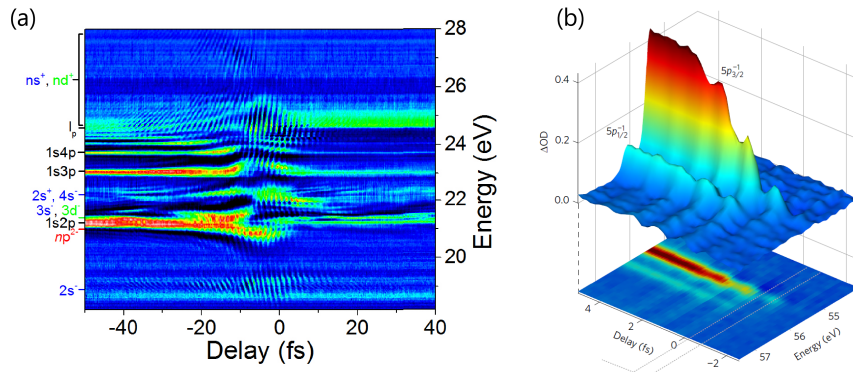 (a)
ns⁺, nd⁺
Iₚ
1s4p
1s3p
2s⁺, 4s⁻
3s⁻, 3d⁻
1s2p
np²⁻
2s⁻
28
26
24
22
20
Energy (eV)
-40
-20
0
20
40
Delay (fs)
(b)
0.4
0.2
0.0
ΔOD
5p₃/₂⁻¹
5p₁/₂⁻¹
4
2
0
−2
Delay (fs)
55
56
57
Energy (eV)